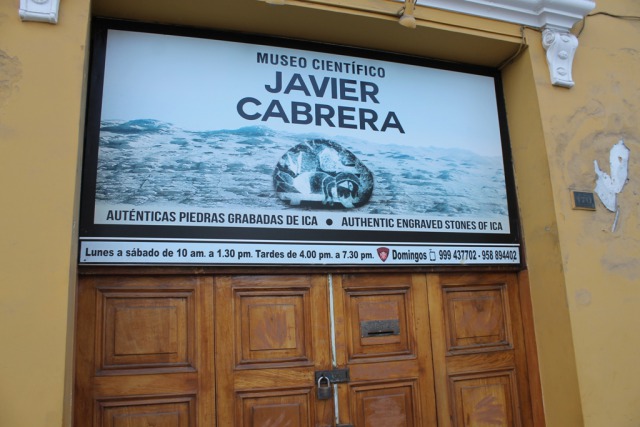 MUSEO CIENTÍFICO
JAVIER
CABRERA
AUTÉNTICAS PIEDRAS GRABADAS DE ICA ● AUTHENTIC ENGRAVED STONES OF ICA
Lunes a sábado de 10 am. a 1.30 pm. Tardes de 4.00 pm. a 7.30 pm. Domingos 999 437702 - 958 894402